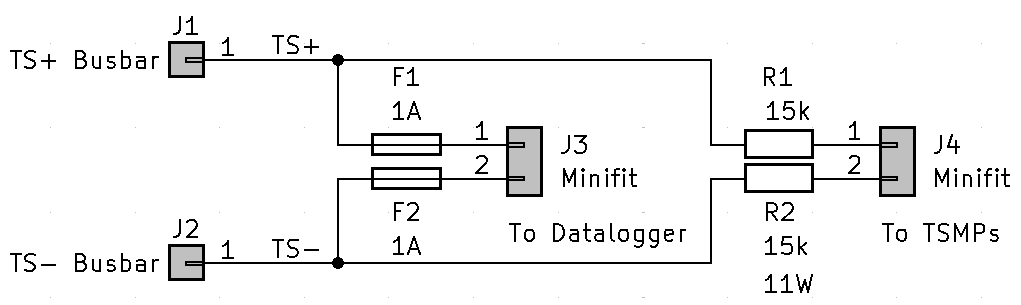 J1
TS+ Busbar
1
TS+
F1
1A
R1
15k
1
2
J3
Minifit
1
2
J4
Minifit
F2
1A
To Datalogger
R2
15k
11W
To TSMPs
J2
TS- Busbar
1
TS-